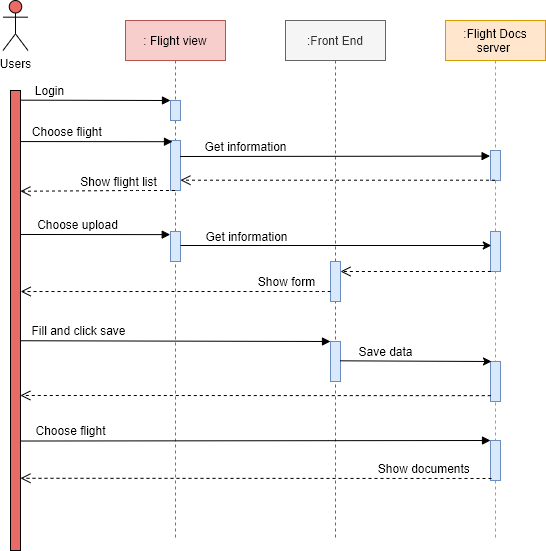 Users
: Flight view
:Front End
:Flight Docs
server
Login
Choose flight
Get information
Show flight list
Choose upload
Get information
Show form
Fill and click save
Save data
Choose flight
Show documents